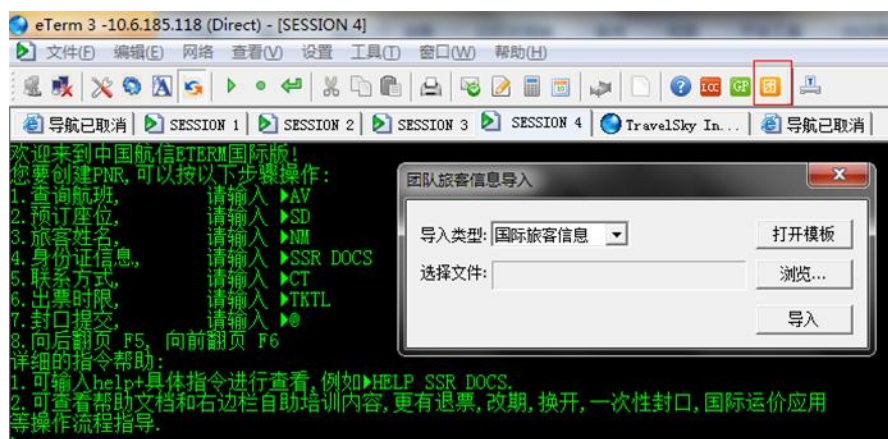 eTerm 3 -10.6.185.118 (Direct) - [SESSION 4]
文件(F) 编辑(E) 网络 查看(V) 设置 工具(T) 窗口(W) 帮助(H)
ICC GP 团
导航已取消 SESSION 1 SESSION 2 SESSION 3 SESSION 4 TravelSky In... 导航已取消
欢迎来到中国航信ETERM国际版!
您要创建PNR,可以按以下步骤操作:
1.查询航班, 请输入 ▶AV
2.预订座位, 请输入 ▶SD
3.旅客姓名, 请输入 ▶NM
4.身份证信息, 请输入 ▶SSR DOCS
5.联系方式, 请输入 ▶CT
6.出票时限, 请输入 ▶TKTL
7.封口提交, 请输入 ▶@
8.向后翻页 F5, 向前翻页 F6
详细的指令帮助:
1.可输入help+具体指令进行查看,例如▶HELP SSR DOCS.
2.可查看帮助文档和右边栏自助培训内容,更有退票,改期,换开,一次性封口,国际运价应用
等操作流程指导.
团队旅客信息导入
导入类型: 国际旅客信息 打开模板
选择文件: 浏览...
导入